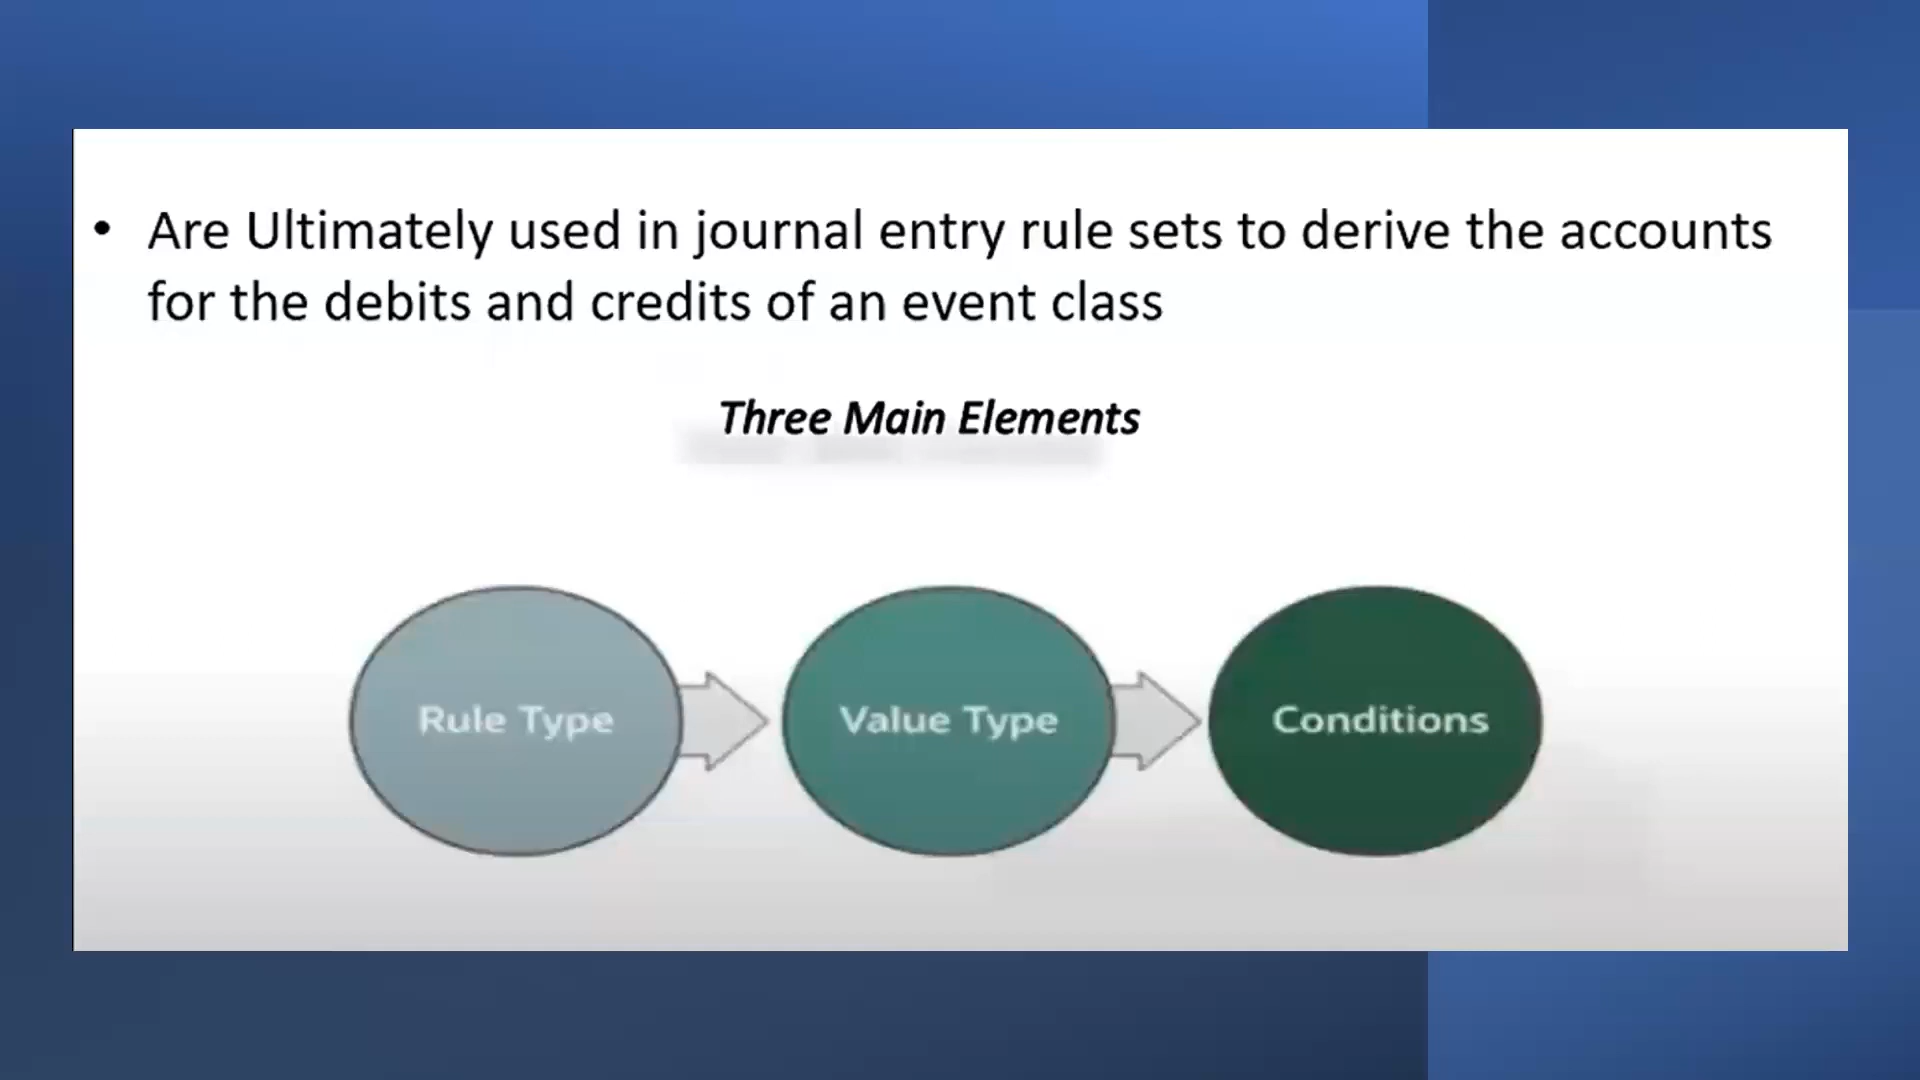 • Are Ultimately used in journal entry rule sets to derive the accounts
for the debits and credits of an event class
Three Main Elements
Rule Type
Value Type
Conditions